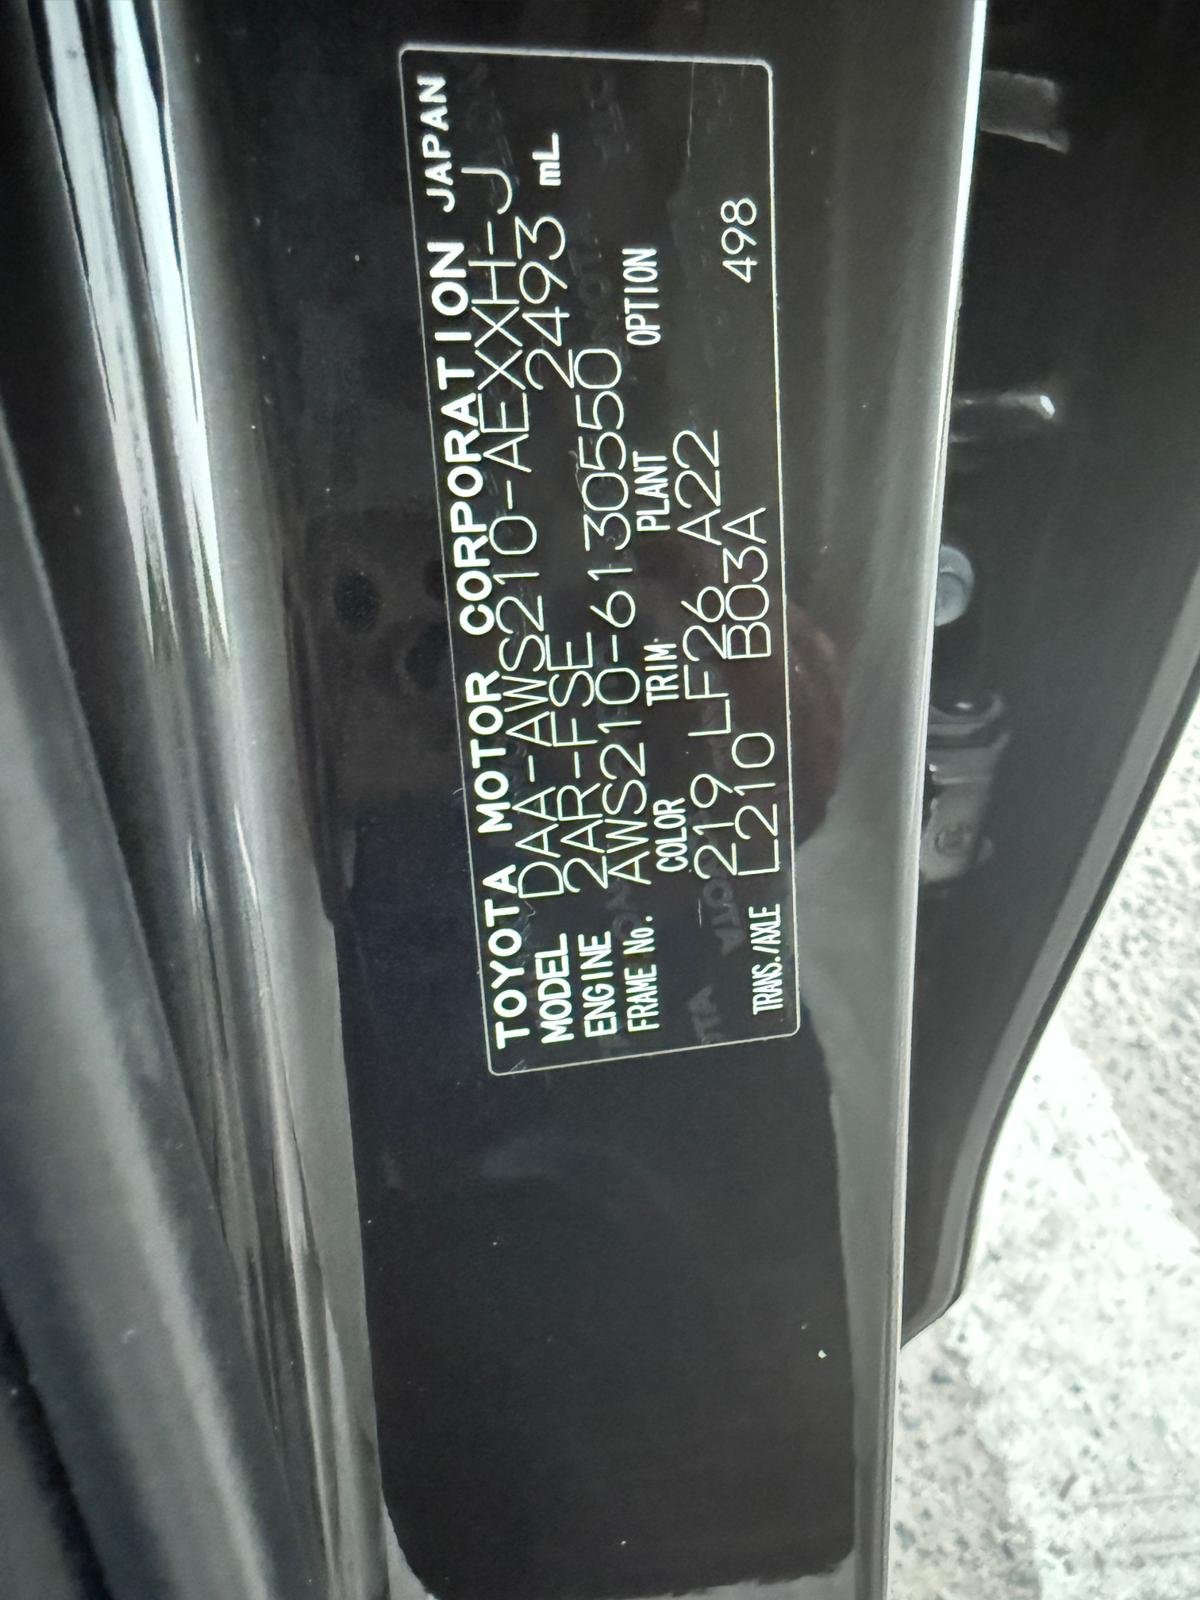 TOYOTA MOTOR CORPORATION JAPAN
MODEL DAA-AWS210-AEXXH-J
ENGINE 2AR-FSE 2493 mL
FRAME No. AWS210-6130550
COLOR TRIM PLANT OPTION
219 LF26 A22
TRANS./AXLE L210 B03A 498